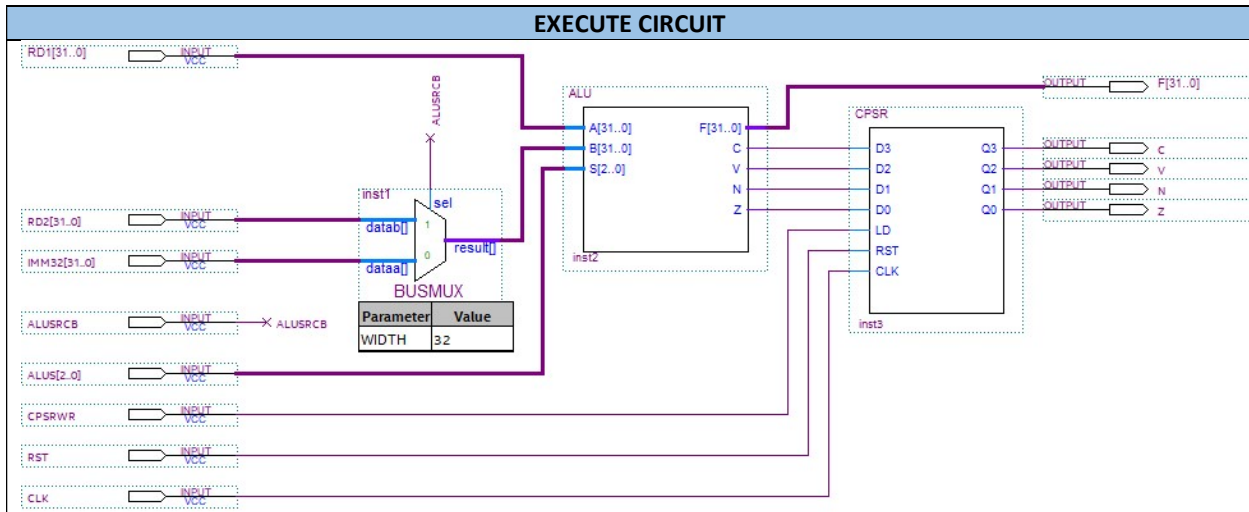 EXECUTE CIRCUIT
RD1[31..0] INPUT VCC
OUTPUT F[31..0]
ALUSRCB
ALU
A[31..0] F[31..0]
B[31..0] C
S[2..0] V
N
Z
inst2
CPSR
D3 Q3
D2 Q2
D1 Q1
D0 Q0
LD
RST
CLK
inst3
OUTPUT C
OUTPUT V
OUTPUT N
OUTPUT Z
inst1
sel
RD2[31..0] INPUT VCC
datab[] 1
result[]
IMM32[31..0] INPUT VCC
dataa[] 0
BUSMUX
Parameter Value
WIDTH 32
ALUSRCB INPUT VCC ALUSRCB
ALUS[2..0] INPUT VCC
CPSRWR INPUT VCC
RST INPUT VCC
CLK INPUT VCC